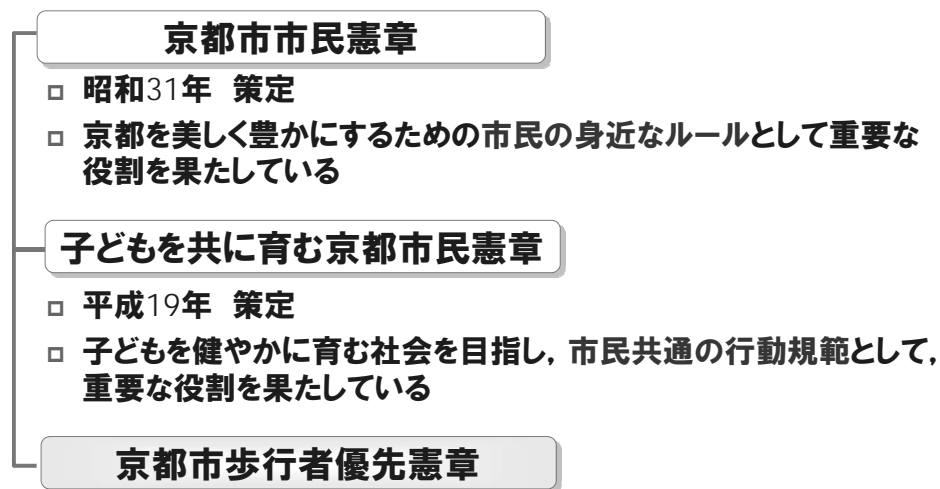 京都市市民憲章
□ 昭和31年 策定
□ 京都を美しく豊かにするための市民の身近なルールとして重要な
役割を果たしている
子どもを共に育む京都市民憲章
□ 平成19年 策定
□ 子どもを健やかに育む社会を目指し，市民共通の行動規範として，
重要な役割を果たしている
京都市歩行者優先憲章